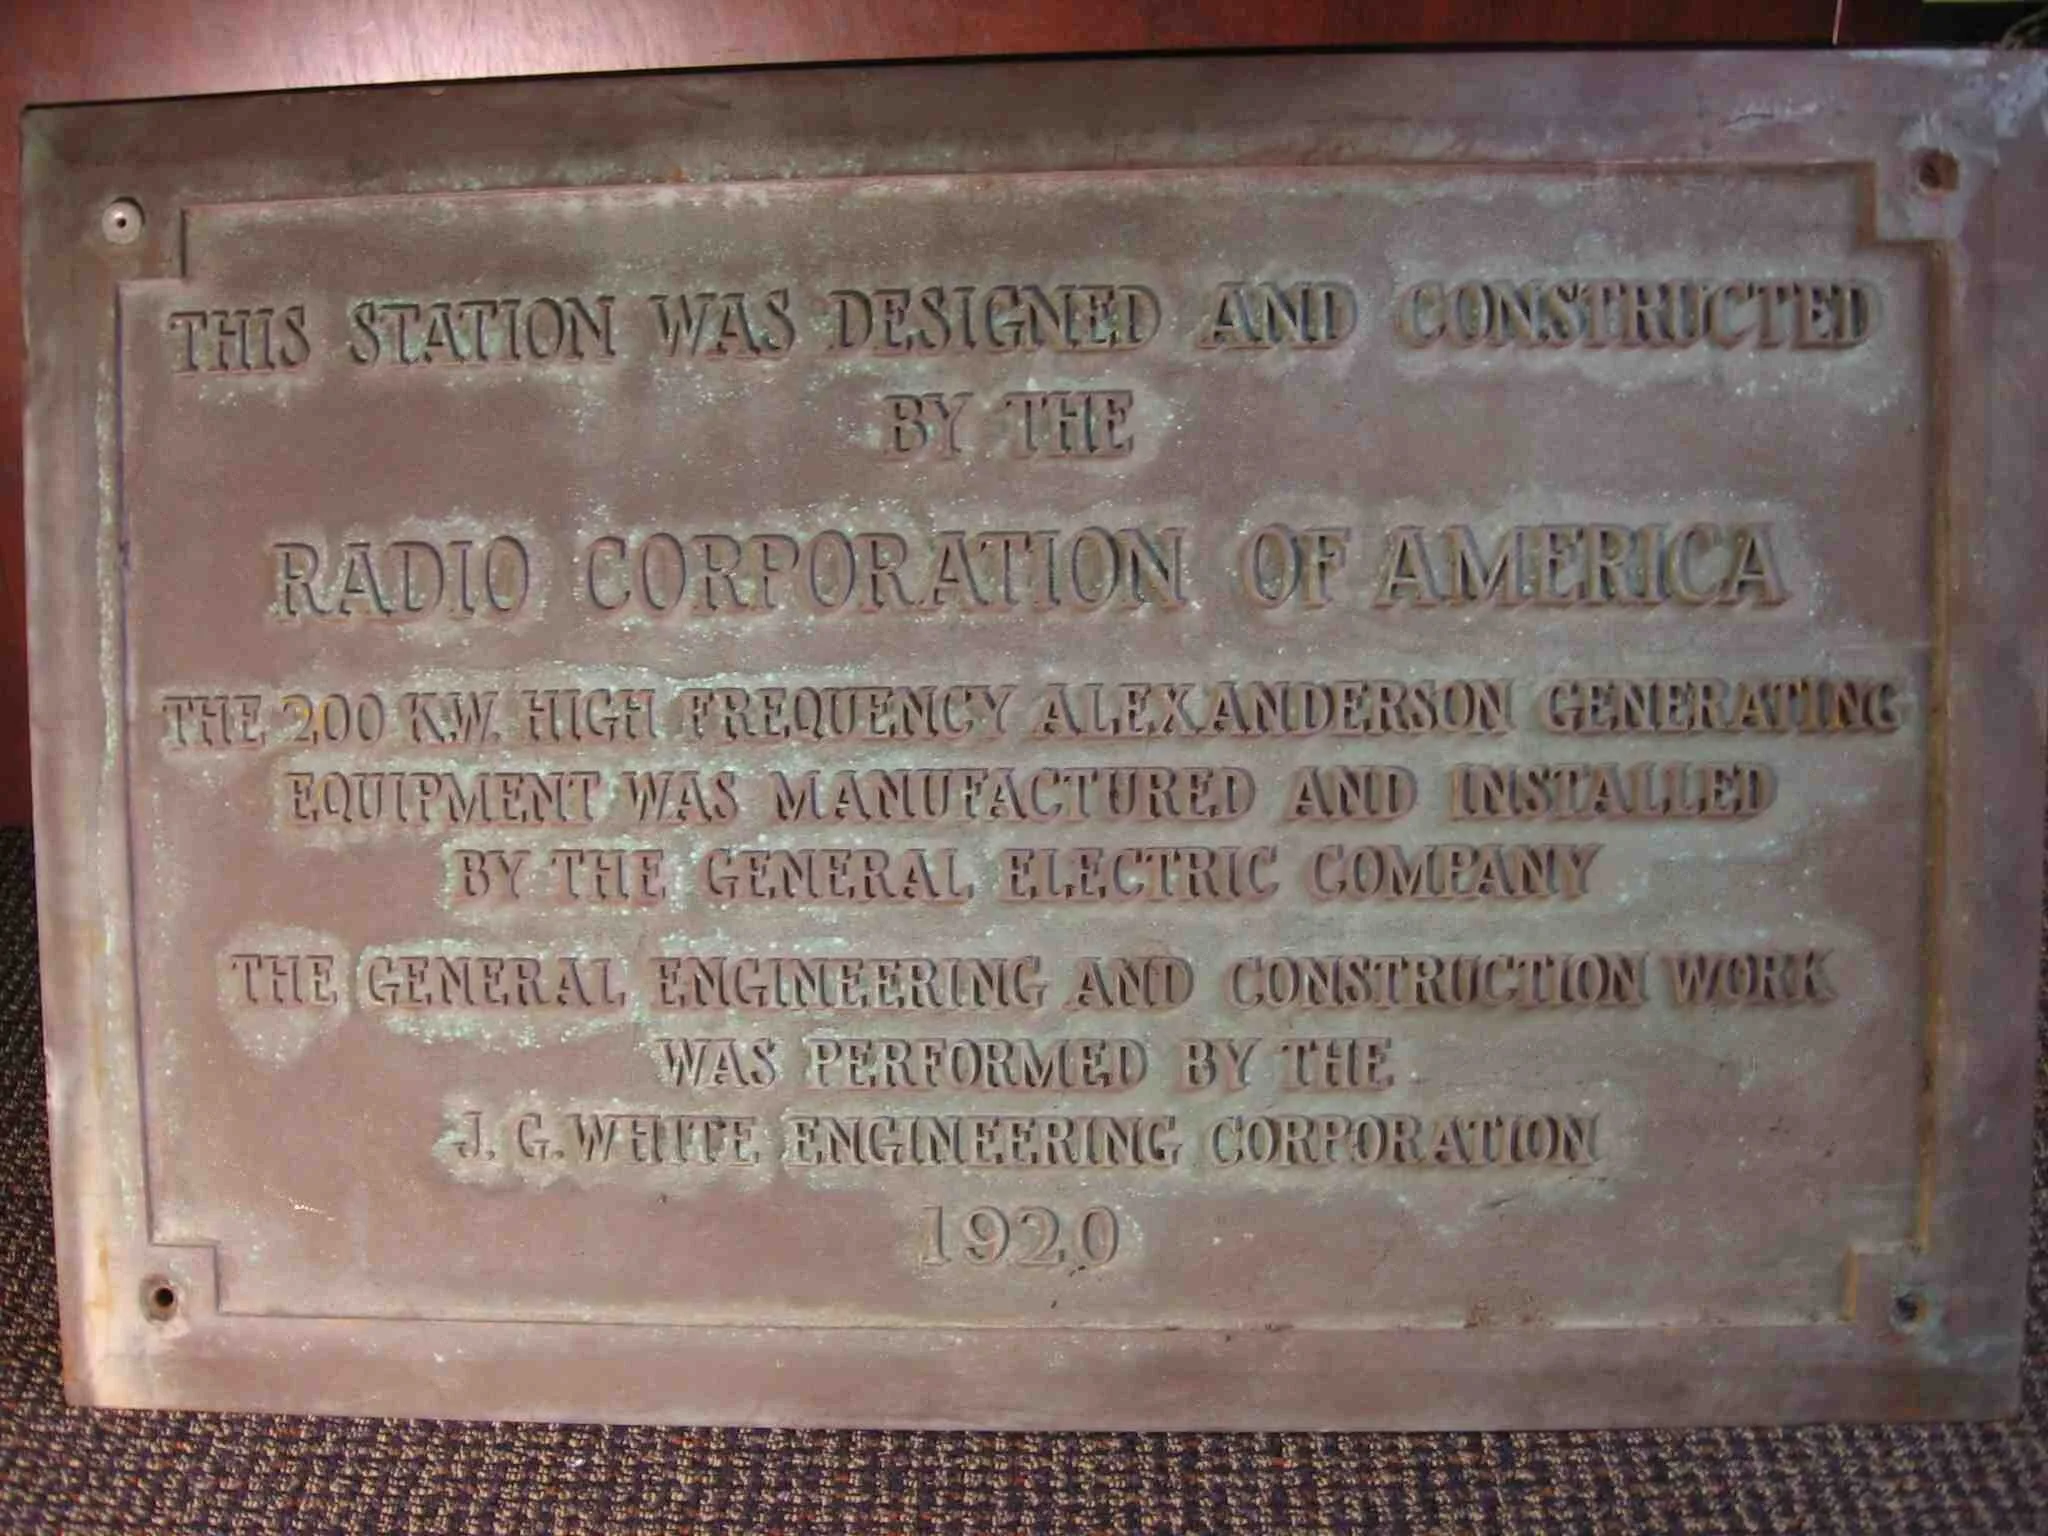 THIS STATION WAS DESIGNED AND CONSTRUCTED
BY THE
RADIO CORPORATION OF AMERICA
THE 200 K.W. HIGH FREQUENCY ALEXANDERSON GENERATING
EQUIPMENT WAS MANUFACTURED AND INSTALLED
BY THE GENERAL ELECTRIC COMPANY
THE GENERAL ENGINEERING AND CONSTRUCTION WORK
WAS PERFORMED BY THE
J. G. WHITE ENGINEERING CORPORATION
1920